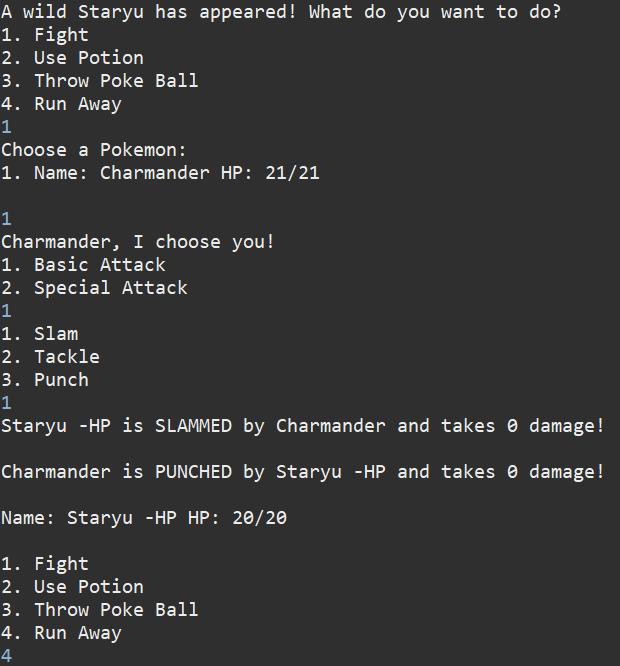 A wild Staryu has appeared! What do you want to do?
1. Fight
2. Use Potion
3. Throw Poke Ball
4. Run Away
1
Choose a Pokemon:
1. Name: Charmander HP: 21/21
1
Charmander, I choose you!
1. Basic Attack
2. Special Attack
1
1. Slam
2. Tackle
3. Punch
1
Staryu -HP is SLAMMED by Charmander and takes 0 damage!
Charmander is PUNCHED by Staryu -HP and takes 0 damage!
Name: Staryu -HP HP: 20/20
1. Fight
2. Use Potion
3. Throw Poke Ball
4. Run Away
4